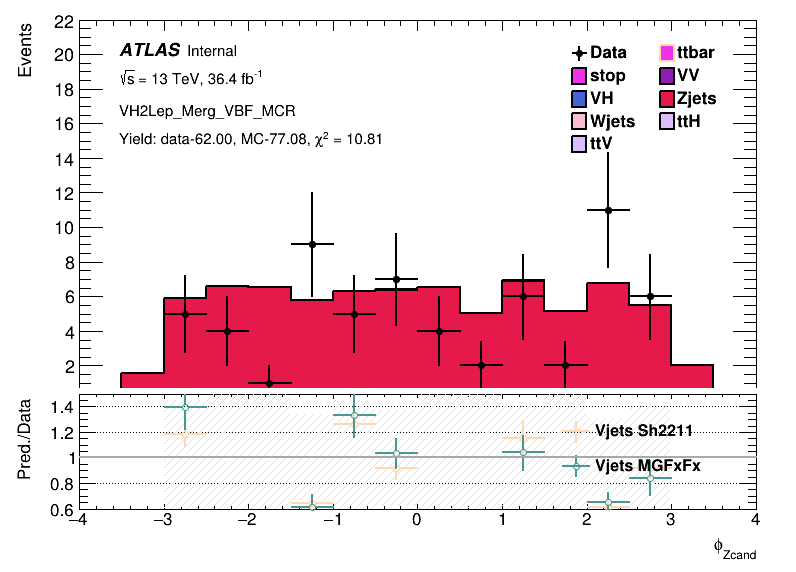 Events
22
20
18
16
14
12
10
8
6
4
2
ATLAS Internal
√s = 13 TeV, 36.4 fb⁻¹
VH2Lep_Merg_VBF_MCR
Yield: data-62.00, MC-77.08, χ² = 10.81
Data ttbar
stop VV
VH Zjets
Wjets ttH
ttV
Pred./Data
1.4
1.2
1
0.8
0.6
Vjets Sh2211
Vjets MGFxFx
−4 −3 −2 −1 0 1 2 3 4
ϕZcand